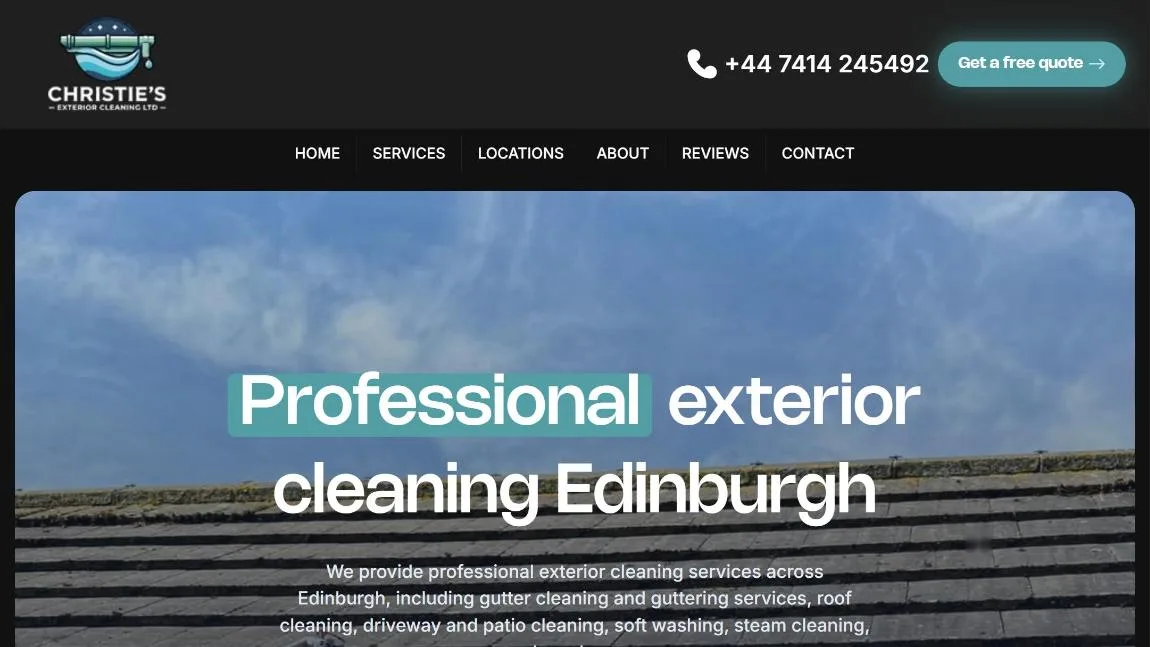 CHRISTIE'S
— EXTERIOR CLEANING LTD —
+44 7414 245492
Get a free quote →
HOME
SERVICES
LOCATIONS
ABOUT
REVIEWS
CONTACT
Professional exterior
cleaning Edinburgh
We provide professional exterior cleaning services across
Edinburgh, including gutter cleaning and guttering services, roof
cleaning, driveway and patio cleaning, soft washing, steam cleaning,